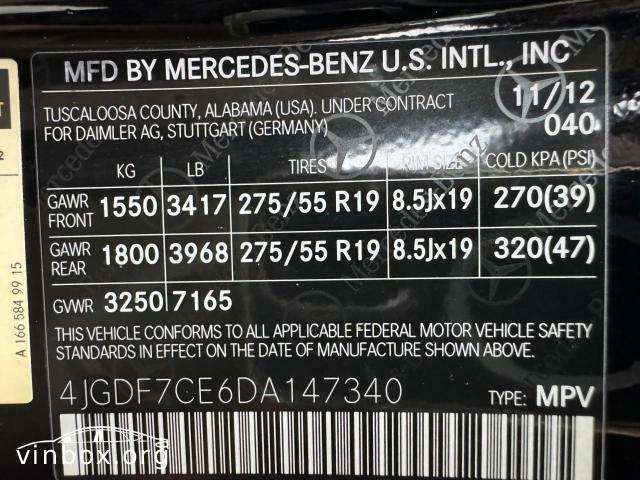 MFD BY MERCEDES-BENZ U.S. INTL., INC
TUSCALOOSA COUNTY, ALABAMA (USA). UNDER CONTRACT 11/12
FOR DAIMLER AG, STUTTGART (GERMANY) 040
KG LB TIRES RIM SIZE COLD KPA (PSI)
GAWR FRONT 1550 3417 275/55 R19 8.5Jx19 270(39)
GAWR REAR 1800 3968 275/55 R19 8.5Jx19 320(47)
GVWR 3250 7165
THIS VEHICLE CONFORMS TO ALL APPLICABLE FEDERAL MOTOR VEHICLE SAFETY
STANDARDS IN EFFECT ON THE DATE OF MANUFACTURE SHOWN ABOVE.
4JGDF7CE6DA147340 TYPE: MPV
A 166 584 99 15
vinbox.org